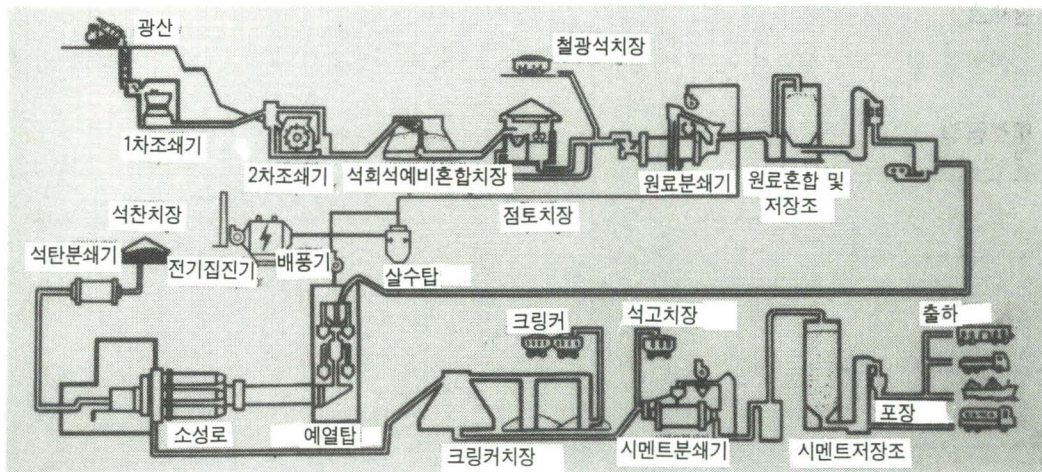 광산
철광석치장
1차조쇄기
2차조쇄기
석회석예비혼합치장
점토치장
원료분쇄기
원료혼합 및
저장조
석찬치장
석탄분쇄기
전기집진기
배풍기
살수탑
크링커
석고치장
출하
소성로
예열탑
크링커치장
시멘트분쇄기
시멘트저장조
포장